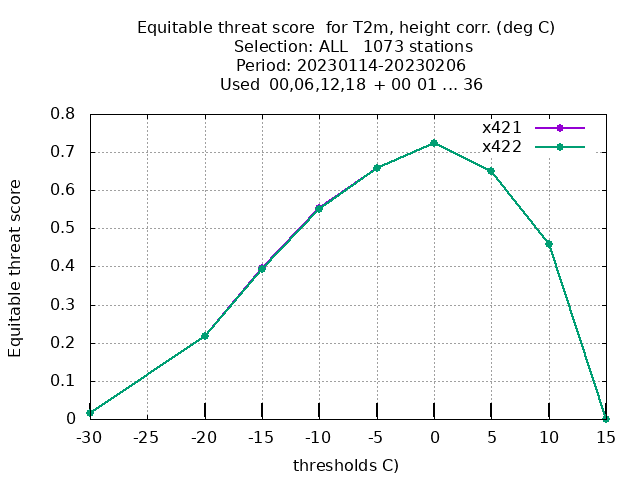 Equitable threat score  for T2m, height corr. (deg C)
Selection: ALL   1073 stations
Period: 20230114-20230206
Used  00,06,12,18  + 00 01 ... 36
x421
x422
0.8
0.7
0.6
0.5
0.4
0.3
0.2
0.1
0
Equitable threat score
-30 -25 -20 -15 -10 -5 0 5 10 15
thresholds C)